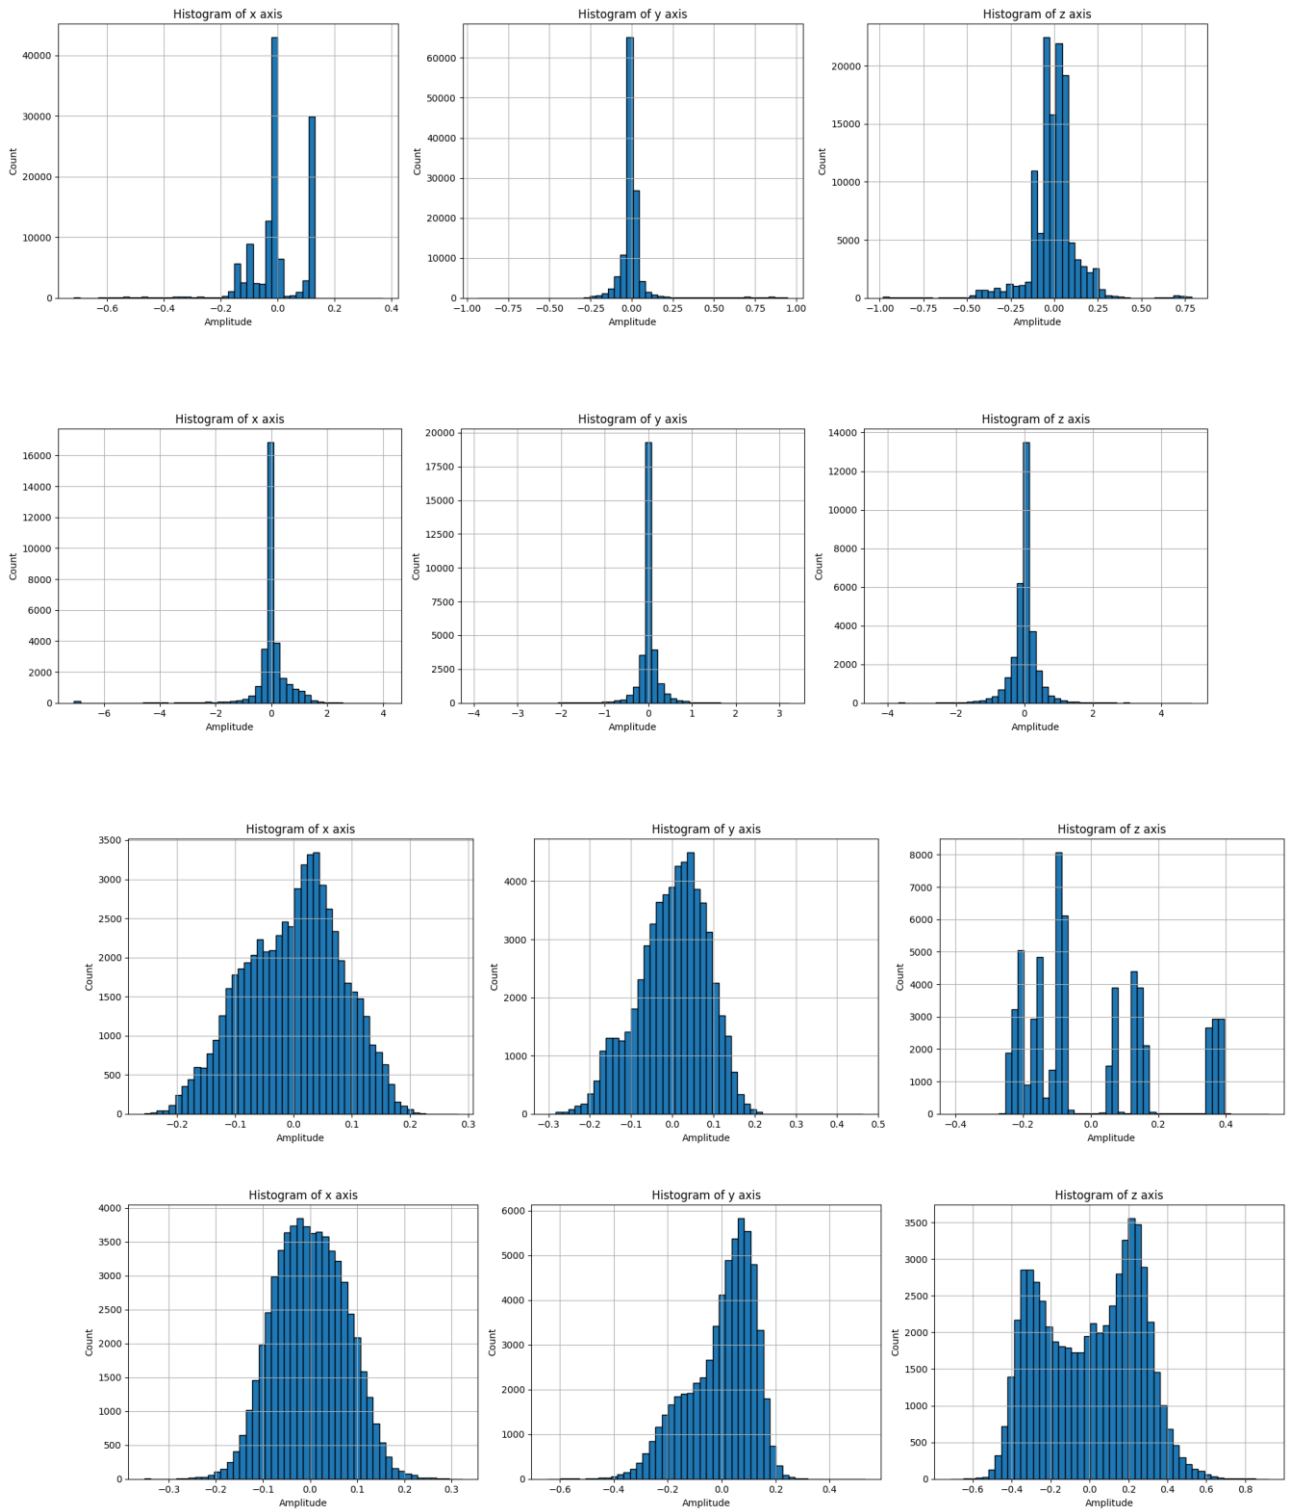 Histogram of x axis
Count
40000
30000
20000
10000
0
−0.6 −0.4 −0.2 0.0 0.2 0.4
Amplitude
Histogram of y axis
Count
60000
50000
40000
30000
20000
10000
0
−1.00 −0.75 −0.50 −0.25 0.00 0.25 0.50 0.75 1.00
Amplitude
Histogram of z axis
Count
20000
15000
10000
5000
0
−1.00 −0.75 −0.50 −0.25 0.00 0.25 0.50 0.75
Amplitude
Histogram of x axis
Count
16000
14000
12000
10000
8000
6000
4000
2000
0
−6 −4 −2 0 2 4
Amplitude
Histogram of y axis
Count
20000
17500
15000
12500
10000
7500
5000
2500
0
−4 −3 −2 −1 0 1 2 3
Amplitude
Histogram of z axis
Count
14000
12000
10000
8000
6000
4000
2000
0
−4 −2 0 2 4
Amplitude
Histogram of x axis
Count
3500
3000
2500
2000
1500
1000
500
0
−0.2 −0.1 0.0 0.1 0.2 0.3
Amplitude
Histogram of y axis
Count
4000
3000
2000
1000
0
−0.3 −0.2 −0.1 0.0 0.1 0.2 0.3 0.4 0.5
Amplitude
Histogram of z axis
Count
8000
7000
6000
5000
4000
3000
2000
1000
0
−0.4 −0.2 0.0 0.2 0.4
Amplitude
Histogram of x axis
Count
4000
3500
3000
2500
2000
1500
1000
500
0
−0.3 −0.2 −0.1 0.0 0.1 0.2 0.3
Amplitude
Histogram of y axis
Count
6000
5000
4000
3000
2000
1000
0
−0.6 −0.4 −0.2 0.0 0.2 0.4
Amplitude
Histogram of z axis
Count
3500
3000
2500
2000
1500
1000
500
0
−0.6 −0.4 −0.2 0.0 0.2 0.4 0.6 0.8
Amplitude